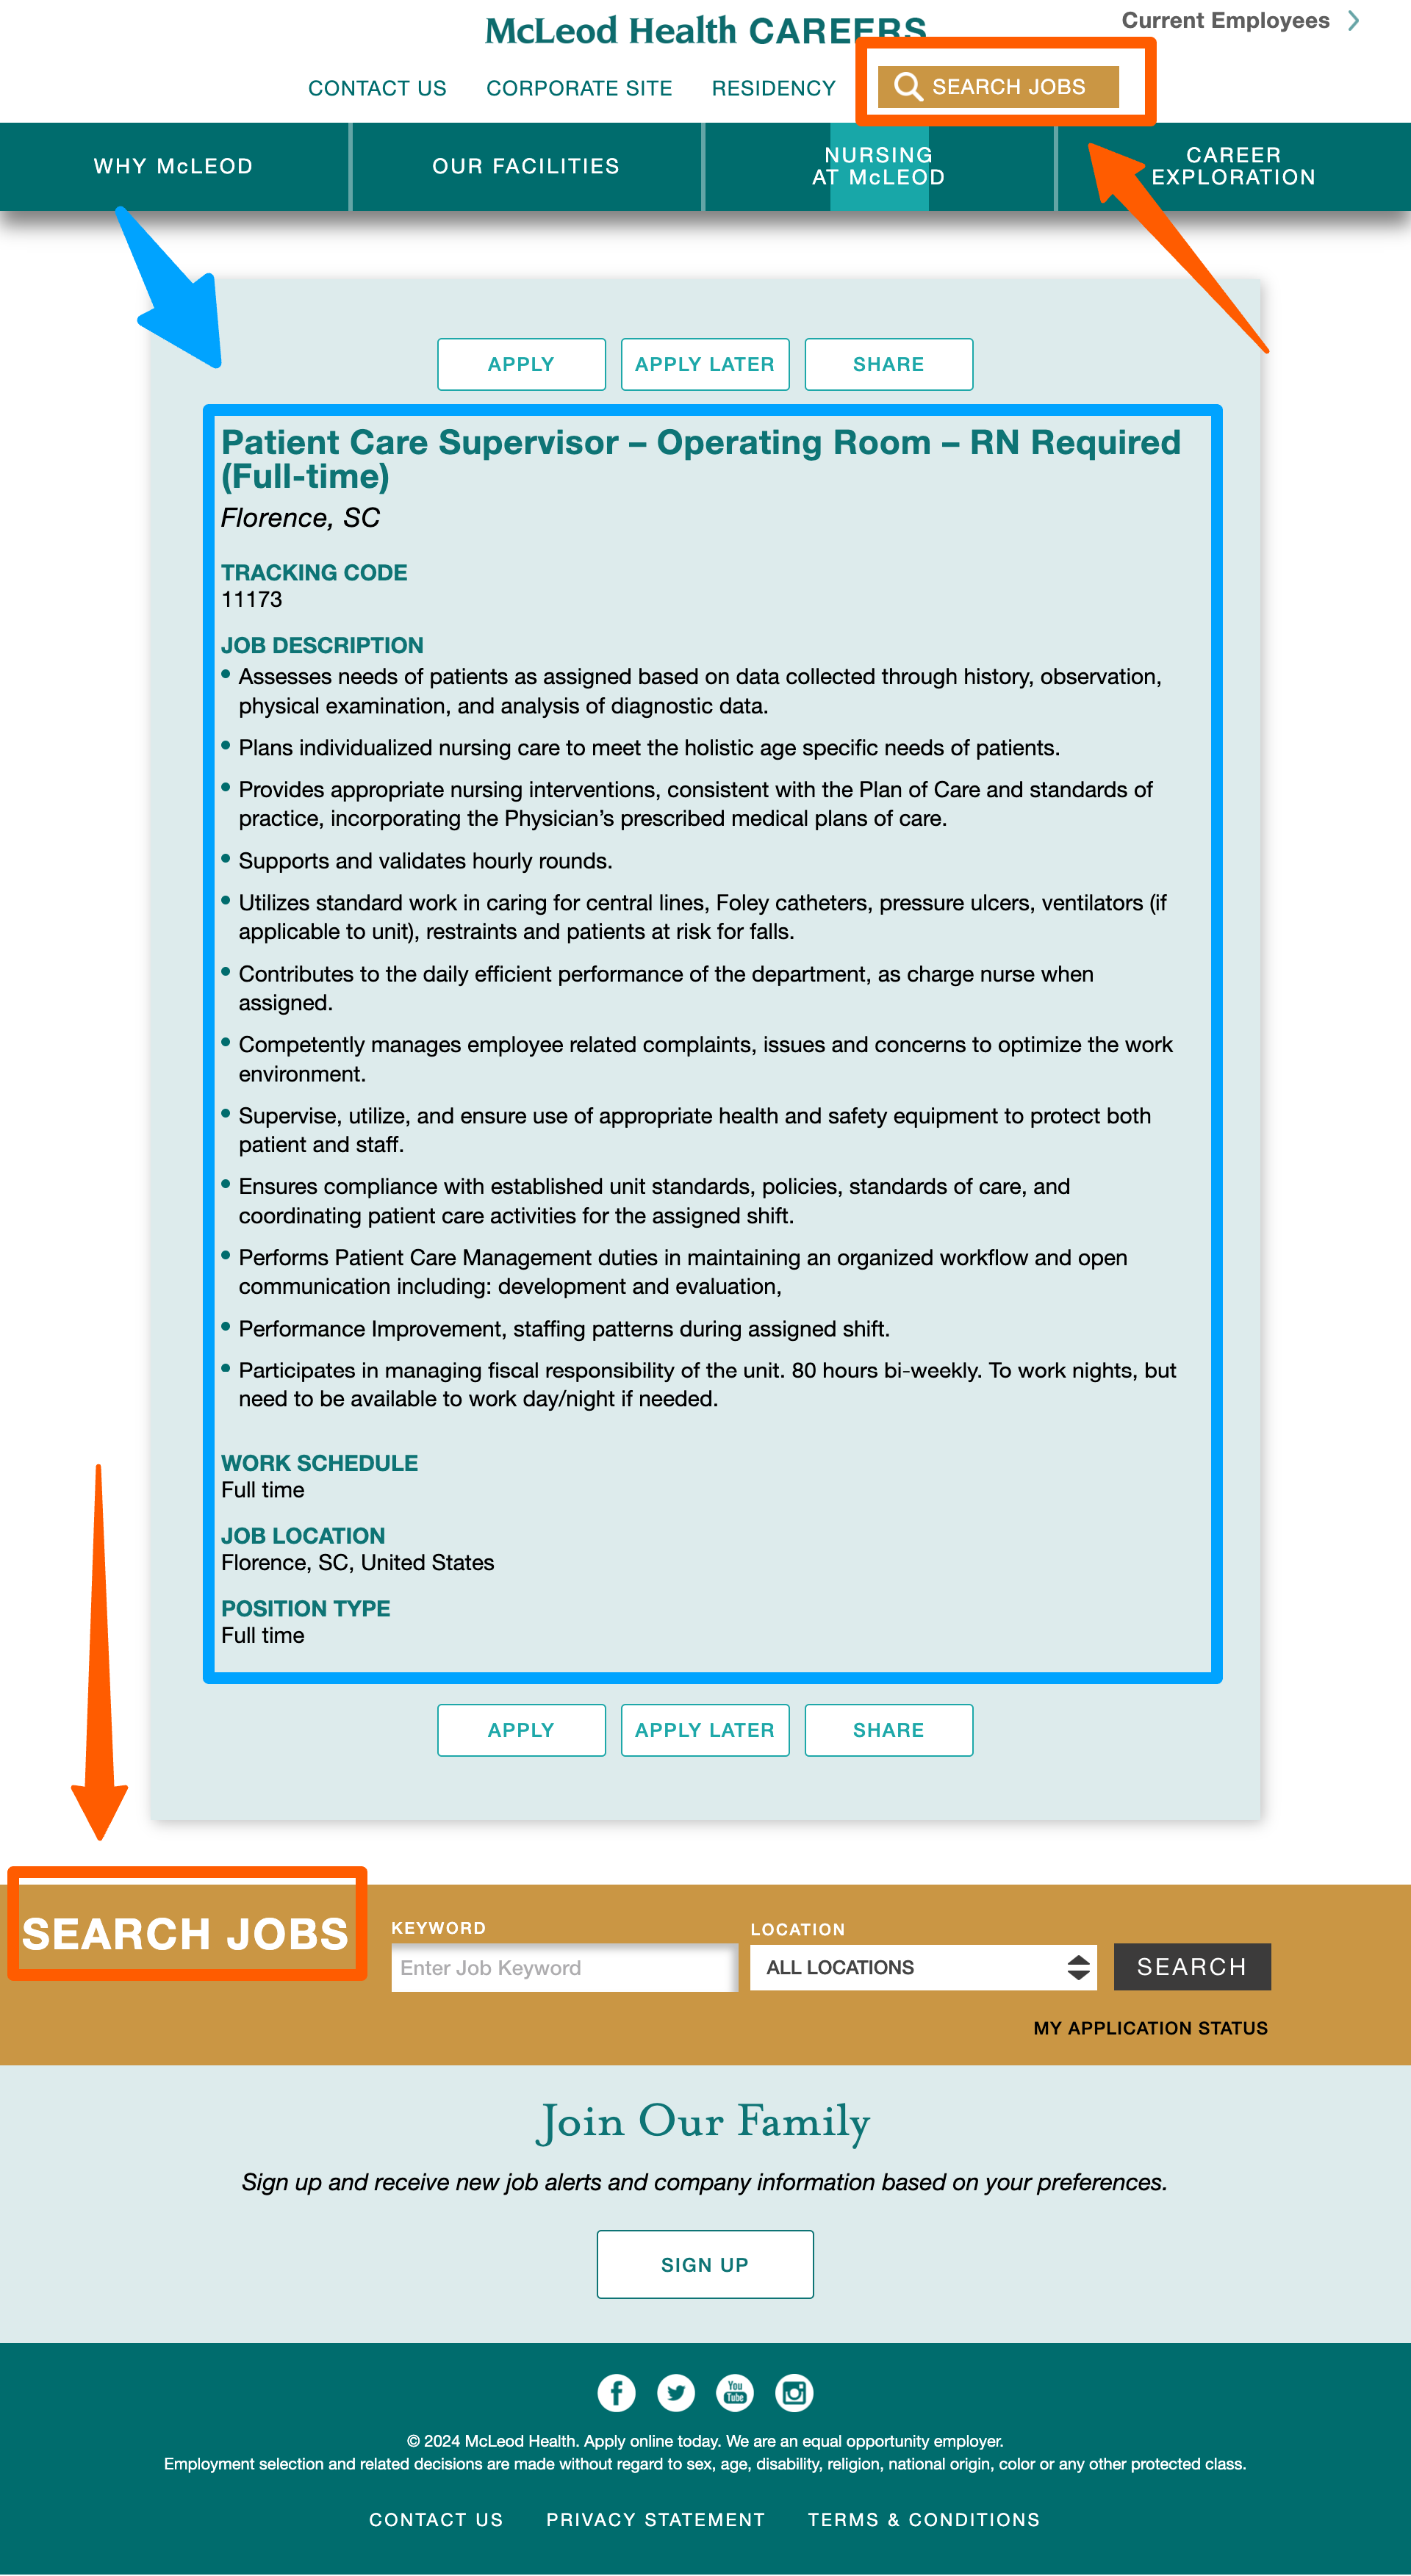 McLeod Health CAREERS
Current Employees
CONTACT US
CORPORATE SITE
RESIDENCY
SEARCH JOBS
WHY McLEOD
OUR FACILITIES
NURSING
AT McLEOD
CAREER
EXPLORATION
APPLY
APPLY LATER
SHARE
Patient Care Supervisor – Operating Room – RN Required
(Full-time)
Florence, SC
TRACKING CODE
11173
JOB DESCRIPTION
• Assesses needs of patients as assigned based on data collected through history, observation,
physical examination, and analysis of diagnostic data.
• Plans individualized nursing care to meet the holistic age specific needs of patients.
• Provides appropriate nursing interventions, consistent with the Plan of Care and standards of
practice, incorporating the Physician’s prescribed medical plans of care.
• Supports and validates hourly rounds.
• Utilizes standard work in caring for central lines, Foley catheters, pressure ulcers, ventilators (if
applicable to unit), restraints and patients at risk for falls.
• Contributes to the daily efficient performance of the department, as charge nurse when
assigned.
• Competently manages employee related complaints, issues and concerns to optimize the work
environment.
• Supervise, utilize, and ensure use of appropriate health and safety equipment to protect both
patient and staff.
• Ensures compliance with established unit standards, policies, standards of care, and
coordinating patient care activities for the assigned shift.
• Performs Patient Care Management duties in maintaining an organized workflow and open
communication including: development and evaluation,
• Performance Improvement, staffing patterns during assigned shift.
• Participates in managing fiscal responsibility of the unit. 80 hours bi-weekly. To work nights, but
need to be available to work day/night if needed.
WORK SCHEDULE
Full time
JOB LOCATION
Florence, SC, United States
POSITION TYPE
Full time
APPLY
APPLY LATER
SHARE
SEARCH JOBS
KEYWORD
Enter Job Keyword
LOCATION
ALL LOCATIONS
SEARCH
MY APPLICATION STATUS
Join Our Family
Sign up and receive new job alerts and company information based on your preferences.
SIGN UP
You
Tube
© 2024 McLeod Health. Apply online today. We are an equal opportunity employer.
Employment selection and related decisions are made without regard to sex, age, disability, religion, national origin, color or any other protected class.
CONTACT US
PRIVACY STATEMENT
TERMS & CONDITIONS